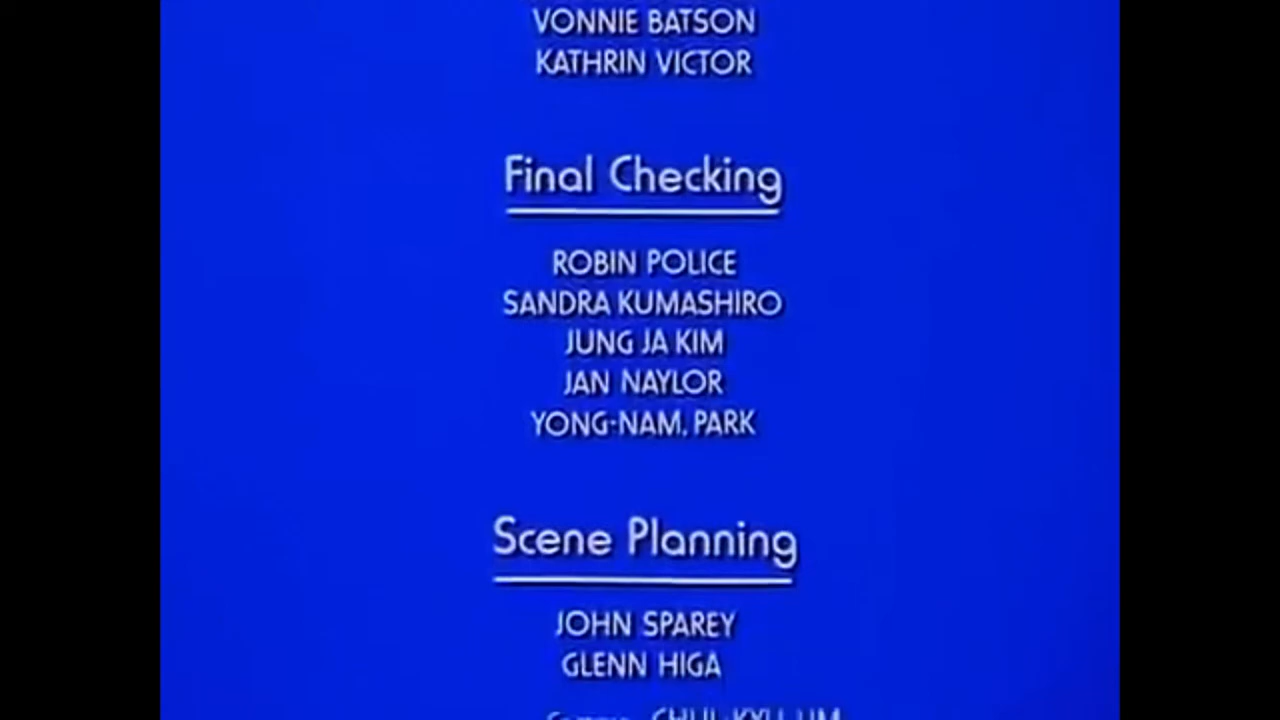 VONNIE BATSON
KATHRIN VICTOR
Final Checking
ROBIN POLICE
SANDRA KUMASHIRO
JUNG JA KIM
JAN NAYLOR
YONG-NAM, PARK
Scene Planning
JOHN SPAREY
GLENN HIGA